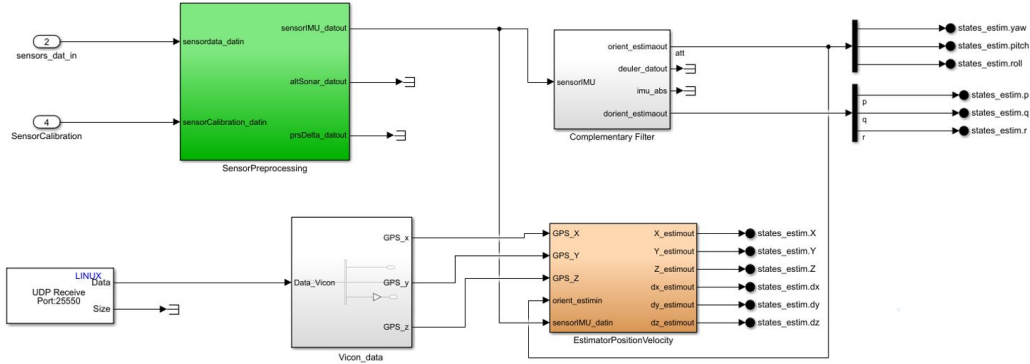 2
sensors_dat_in
4
SensorCalibration
sensordata_datin
sensorCalibration_datin
sensorIMU_datout
altSonar_datout
prsDelta_datout
SensorPreprocessing
sensorIMU
orient_estimaout
deuler_datout
imu_abs
dorient_estimaout
Complementary Filter
att
states_estim.yaw
states_estim.pitch
states_estim.roll
p
q
r
states_estim.p
states_estim.q
states_estim.r
LINUX
Data
UDP Receive
Port:25550
Size
Data_Vicon
GPS_x
GPS_y
GPS_z
Vicon_data
GPS_X
GPS_Y
GPS_Z
orient_estimin
sensorIMU_datin
X_estimout
Y_estimout
Z_estimout
dx_estimout
dy_estimout
dz_estimout
EstimatorPositionVelocity
states_estim.X
states_estim.Y
states_estim.Z
states_estim.dx
states_estim.dy
states_estim.dz